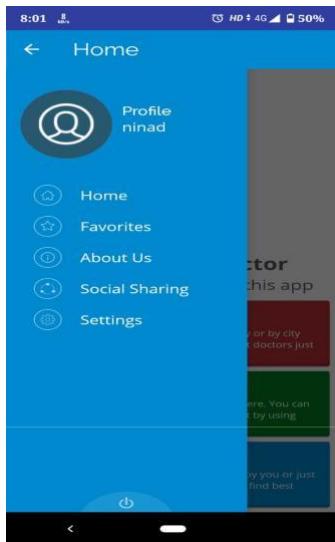 8:01 8 HD 4G 50%
Home
Profile
ninad
Home
Favorites
About Us
Social Sharing
Settings
ctor
this app
or by city
doctors just
ere. You can
by using
by you or just
find best